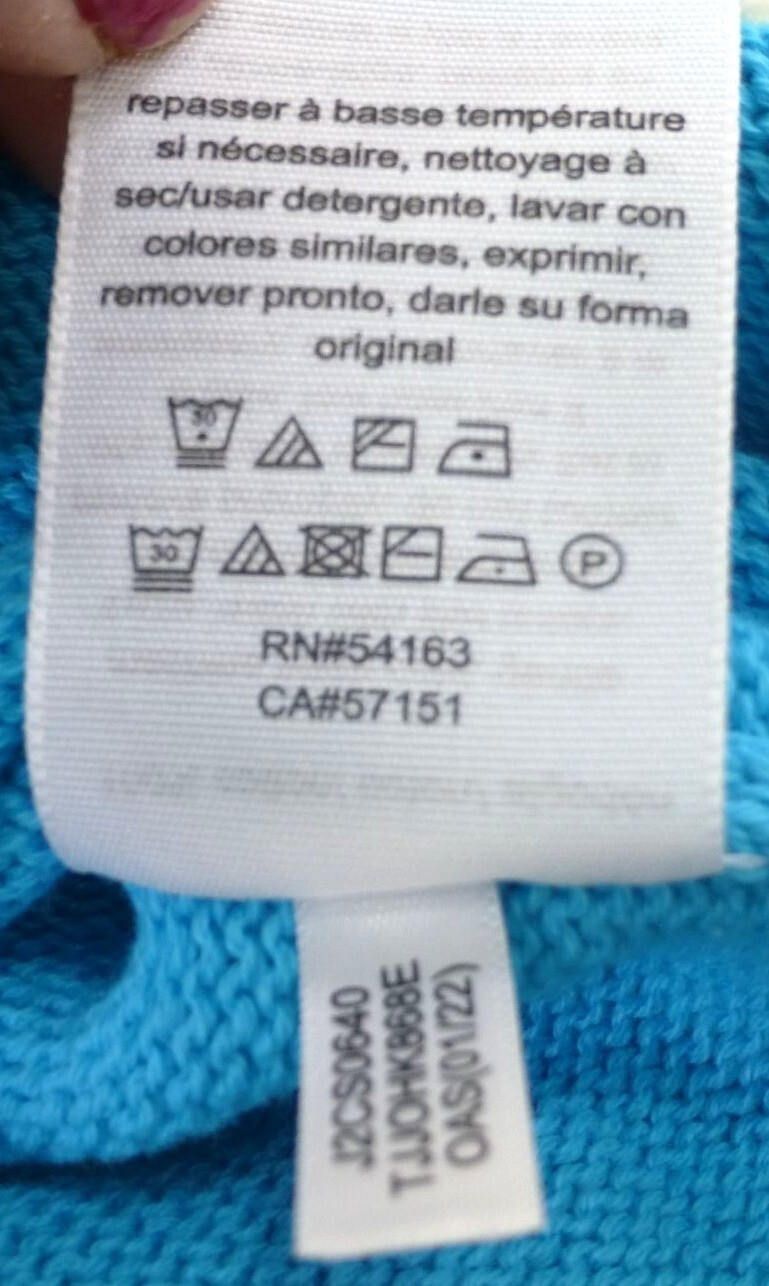 repasser à basse température
si nécessaire, nettoyage à
sec/usar detergente, lavar con
colores similares, exprimir,
remover pronto, darle su forma
original
30
30 P
RN#54163
CA#57151
J2CS0640
TJJOHK868E
OAS(01/22)